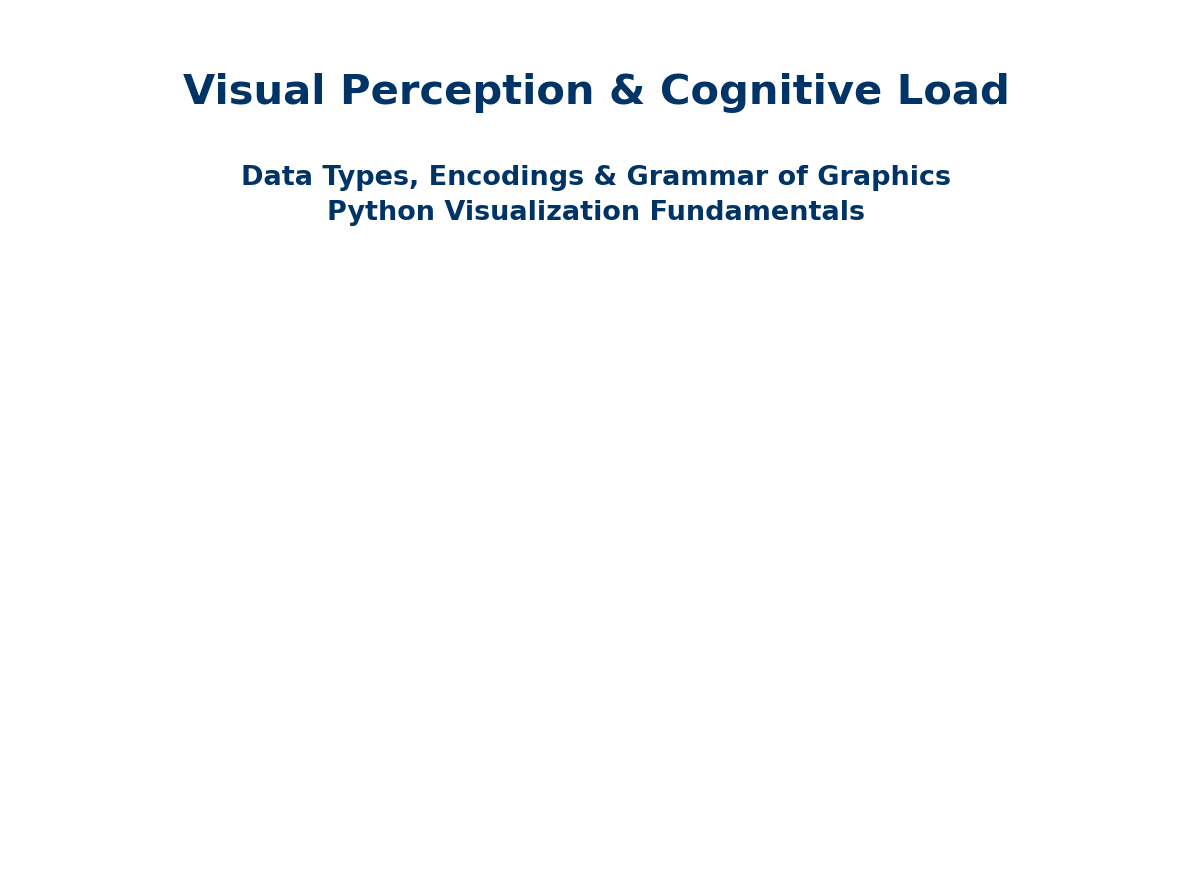 Visual Perception & Cognitive Load
Data Types, Encodings & Grammar of Graphics
Python Visualization Fundamentals